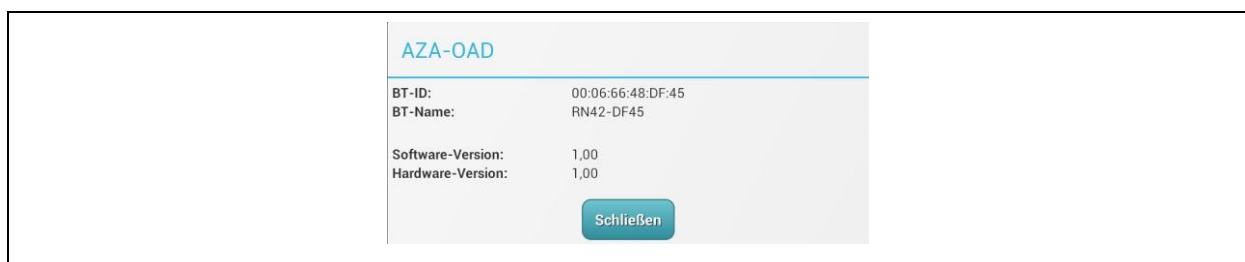 AZA-OAD
BT-ID: 00:06:66:48:DF:45
BT-Name: RN42-DF45
Software-Version: 1,00
Hardware-Version: 1,00
Schließen